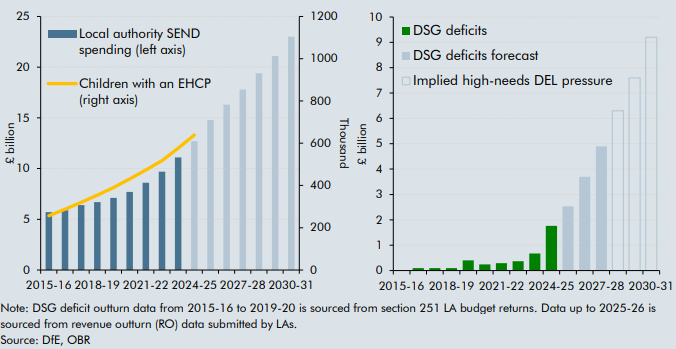 25
20
15
10
5
0
£ billion
Local authority SEND
spending (left axis)
Children with an EHCP
(right axis)
1200
1000
800
600
400
200
0
Thousand
2015-16 2018-19 2021-22 2024-25 2027-28 2030-31
10
9
8
7
6
5
4
3
2
1
0
£ billion
DSG deficits
DSG deficits forecast
Implied high-needs DEL pressure
2015-16 2018-19 2021-22 2024-25 2027-28 2030-31
Note: DSG deficit outturn data from 2015-16 to 2019-20 is sourced from section 251 LA budget returns. Data up to 2025-26 is
sourced from revenue outturn (RO) data submitted by LAs.
Source: DfE, OBR